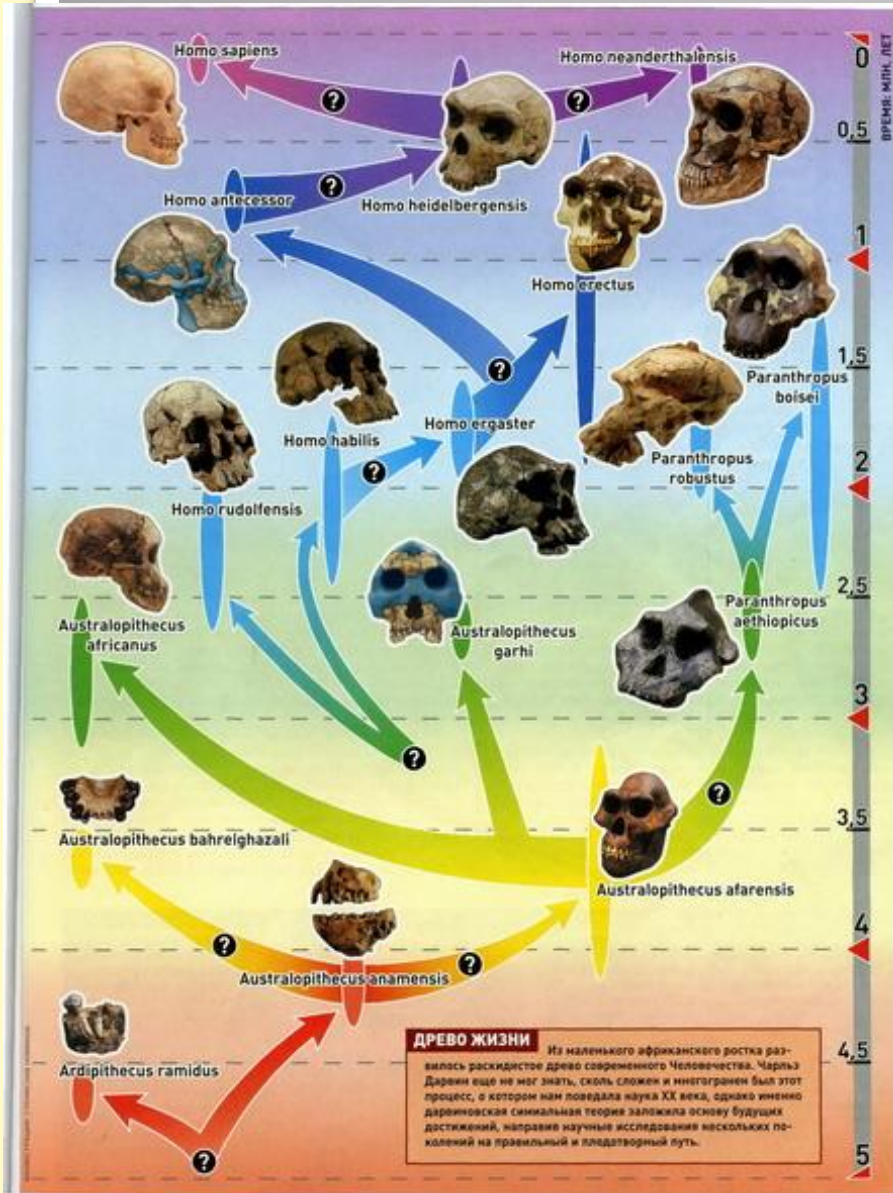 ВРЕМЯ: МЛН. ЛЕТ
Homo sapiens
Homo neanderthalensis
0
?
?
0,5
?
Homo antecessor
Homo heidelbergensis
1
Homo erectus
1,5
?
Paranthropus
boisei
Homo ergaster
Homo habilis
?
Paranthropus
robustus
2
Homo rudolfensis
2,5
Paranthropus
aethiopicus
Australopithecus
africanus
Australopithecus
garhi
3
?
?
3,5
Australopithecus bahrelghazali
Australopithecus afarensis
4
?
?
Australopithecus anamensis
4,5
Ardipithecus ramidus
?
5
ДРЕВО ЖИЗНИ
Из маленького африканского ростка раз-
вилось раскидистое древо современного Человечества. Чарльз
Дарвин еще не мог знать, сколь сложен и многогранен был этот
процесс, о котором нам поведала наука XX века, однако именно
дарвиновская симиальная теория заложила основу будущих
достижений, направив научные исследования нескольких по-
колений на правильный и плодотворный путь.